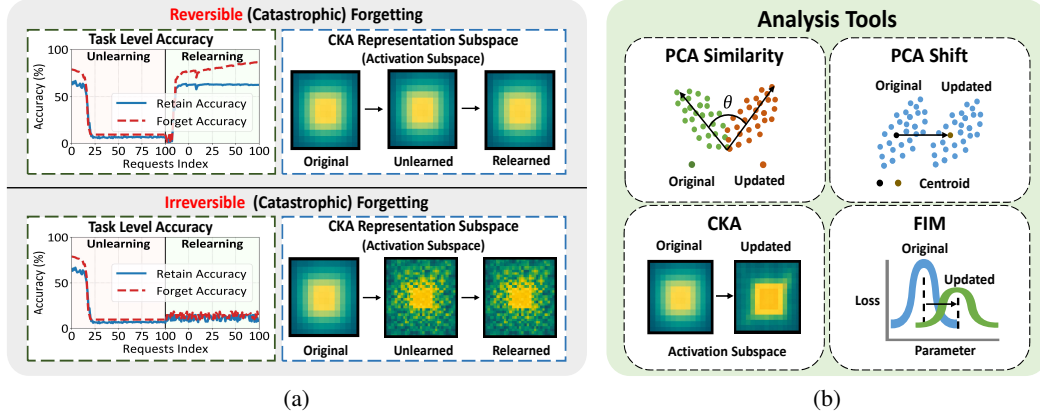 Reversible (Catastrophic) Forgetting
Task Level Accuracy
Unlearning Relearning
Accuracy (%)
100
50
0
Retain Accuracy
Forget Accuracy
0 25 50 75 100 0 25 50 75 100
Requests Index
CKA Representation Subspace
(Activation Subspace)
Original Unlearned Relearned
Irreversible (Catastrophic) Forgetting
Task Level Accuracy
Unlearning Relearning
Accuracy (%)
100
50
0
Retain Accuracy
Forget Accuracy
0 25 50 75 100 0 25 50 75 100
Requests Index
CKA Representation Subspace
(Activation Subspace)
Original Unlearned Relearned
(a)
Analysis Tools
PCA Similarity
θ
Original Updated
PCA Shift
Original Updated
Centroid
CKA
Original Updated
Activation Subspace
FIM
Original
Updated
Loss
Parameter
(b)